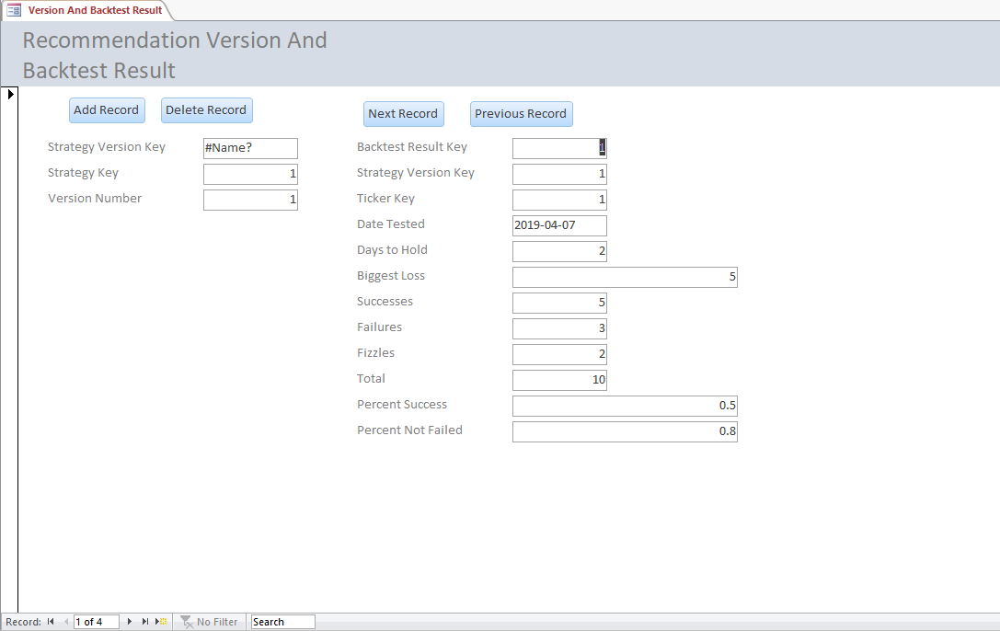 Version And Backtest Result
Recommendation Version And
Backtest Result
Add Record
Delete Record
Next Record
Previous Record
Strategy Version Key #Name?
Strategy Key 1
Version Number 1
Backtest Result Key 1
Strategy Version Key 1
Ticker Key 1
Date Tested 2019-04-07
Days to Hold 2
Biggest Loss 5
Successes 5
Failures 3
Fizzles 2
Total 10
Percent Success 0.5
Percent Not Failed 0.8
Record: 1 of 4 No Filter Search